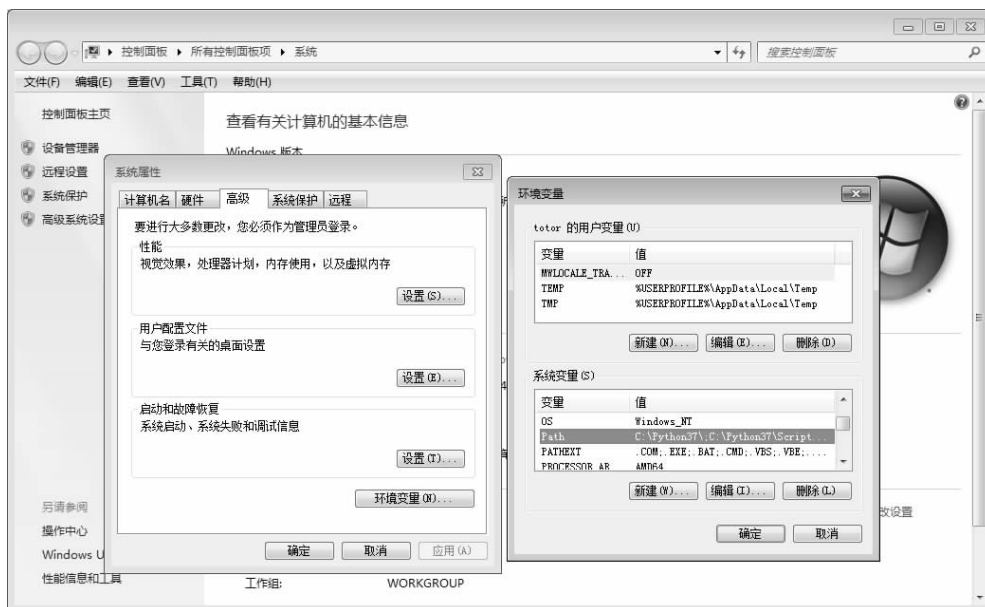 控制面板 ▸ 所有控制面板项 ▸ 系统
搜索控制面板
文件(F) 编辑(E) 查看(V) 工具(T) 帮助(H)
控制面板主页
设备管理器
远程设置
系统保护
高级系统设置
查看有关计算机的基本信息
Windows 版本
系统属性
计算机名 硬件 高级 系统保护 远程
要进行大多数更改,您必须作为管理员登录。
性能
视觉效果,处理器计划,内存使用,以及虚拟内存
设置(S)...
用户配置文件
与您登录有关的桌面设置
设置(E)...
启动和故障恢复
系统启动、系统失败和调试信息
设置(T)...
环境变量(N)...
确定 取消 应用(A)
环境变量
totor 的用户变量(U)
变量 值
MWLOCALE_TRA... OFF
TEMP %USERPROFILE%\AppData\Local\Temp
TMP %USERPROFILE%\AppData\Local\Temp
新建(N)... 编辑(E)... 删除(D)
系统变量(S)
变量 值
OS Windows_NT
Path C:\Python37\;C:\Python37\Script...
PATHEXT .COM;.EXE;.BAT;.CMD;.VBS;.VBE;....
PROCESSOR_AR AMD64
新建(W)... 编辑(I)... 删除(L)
确定 取消
改设置
另请参阅
操作中心
Windows U
性能信息和工具
工作组: WORKGROUP